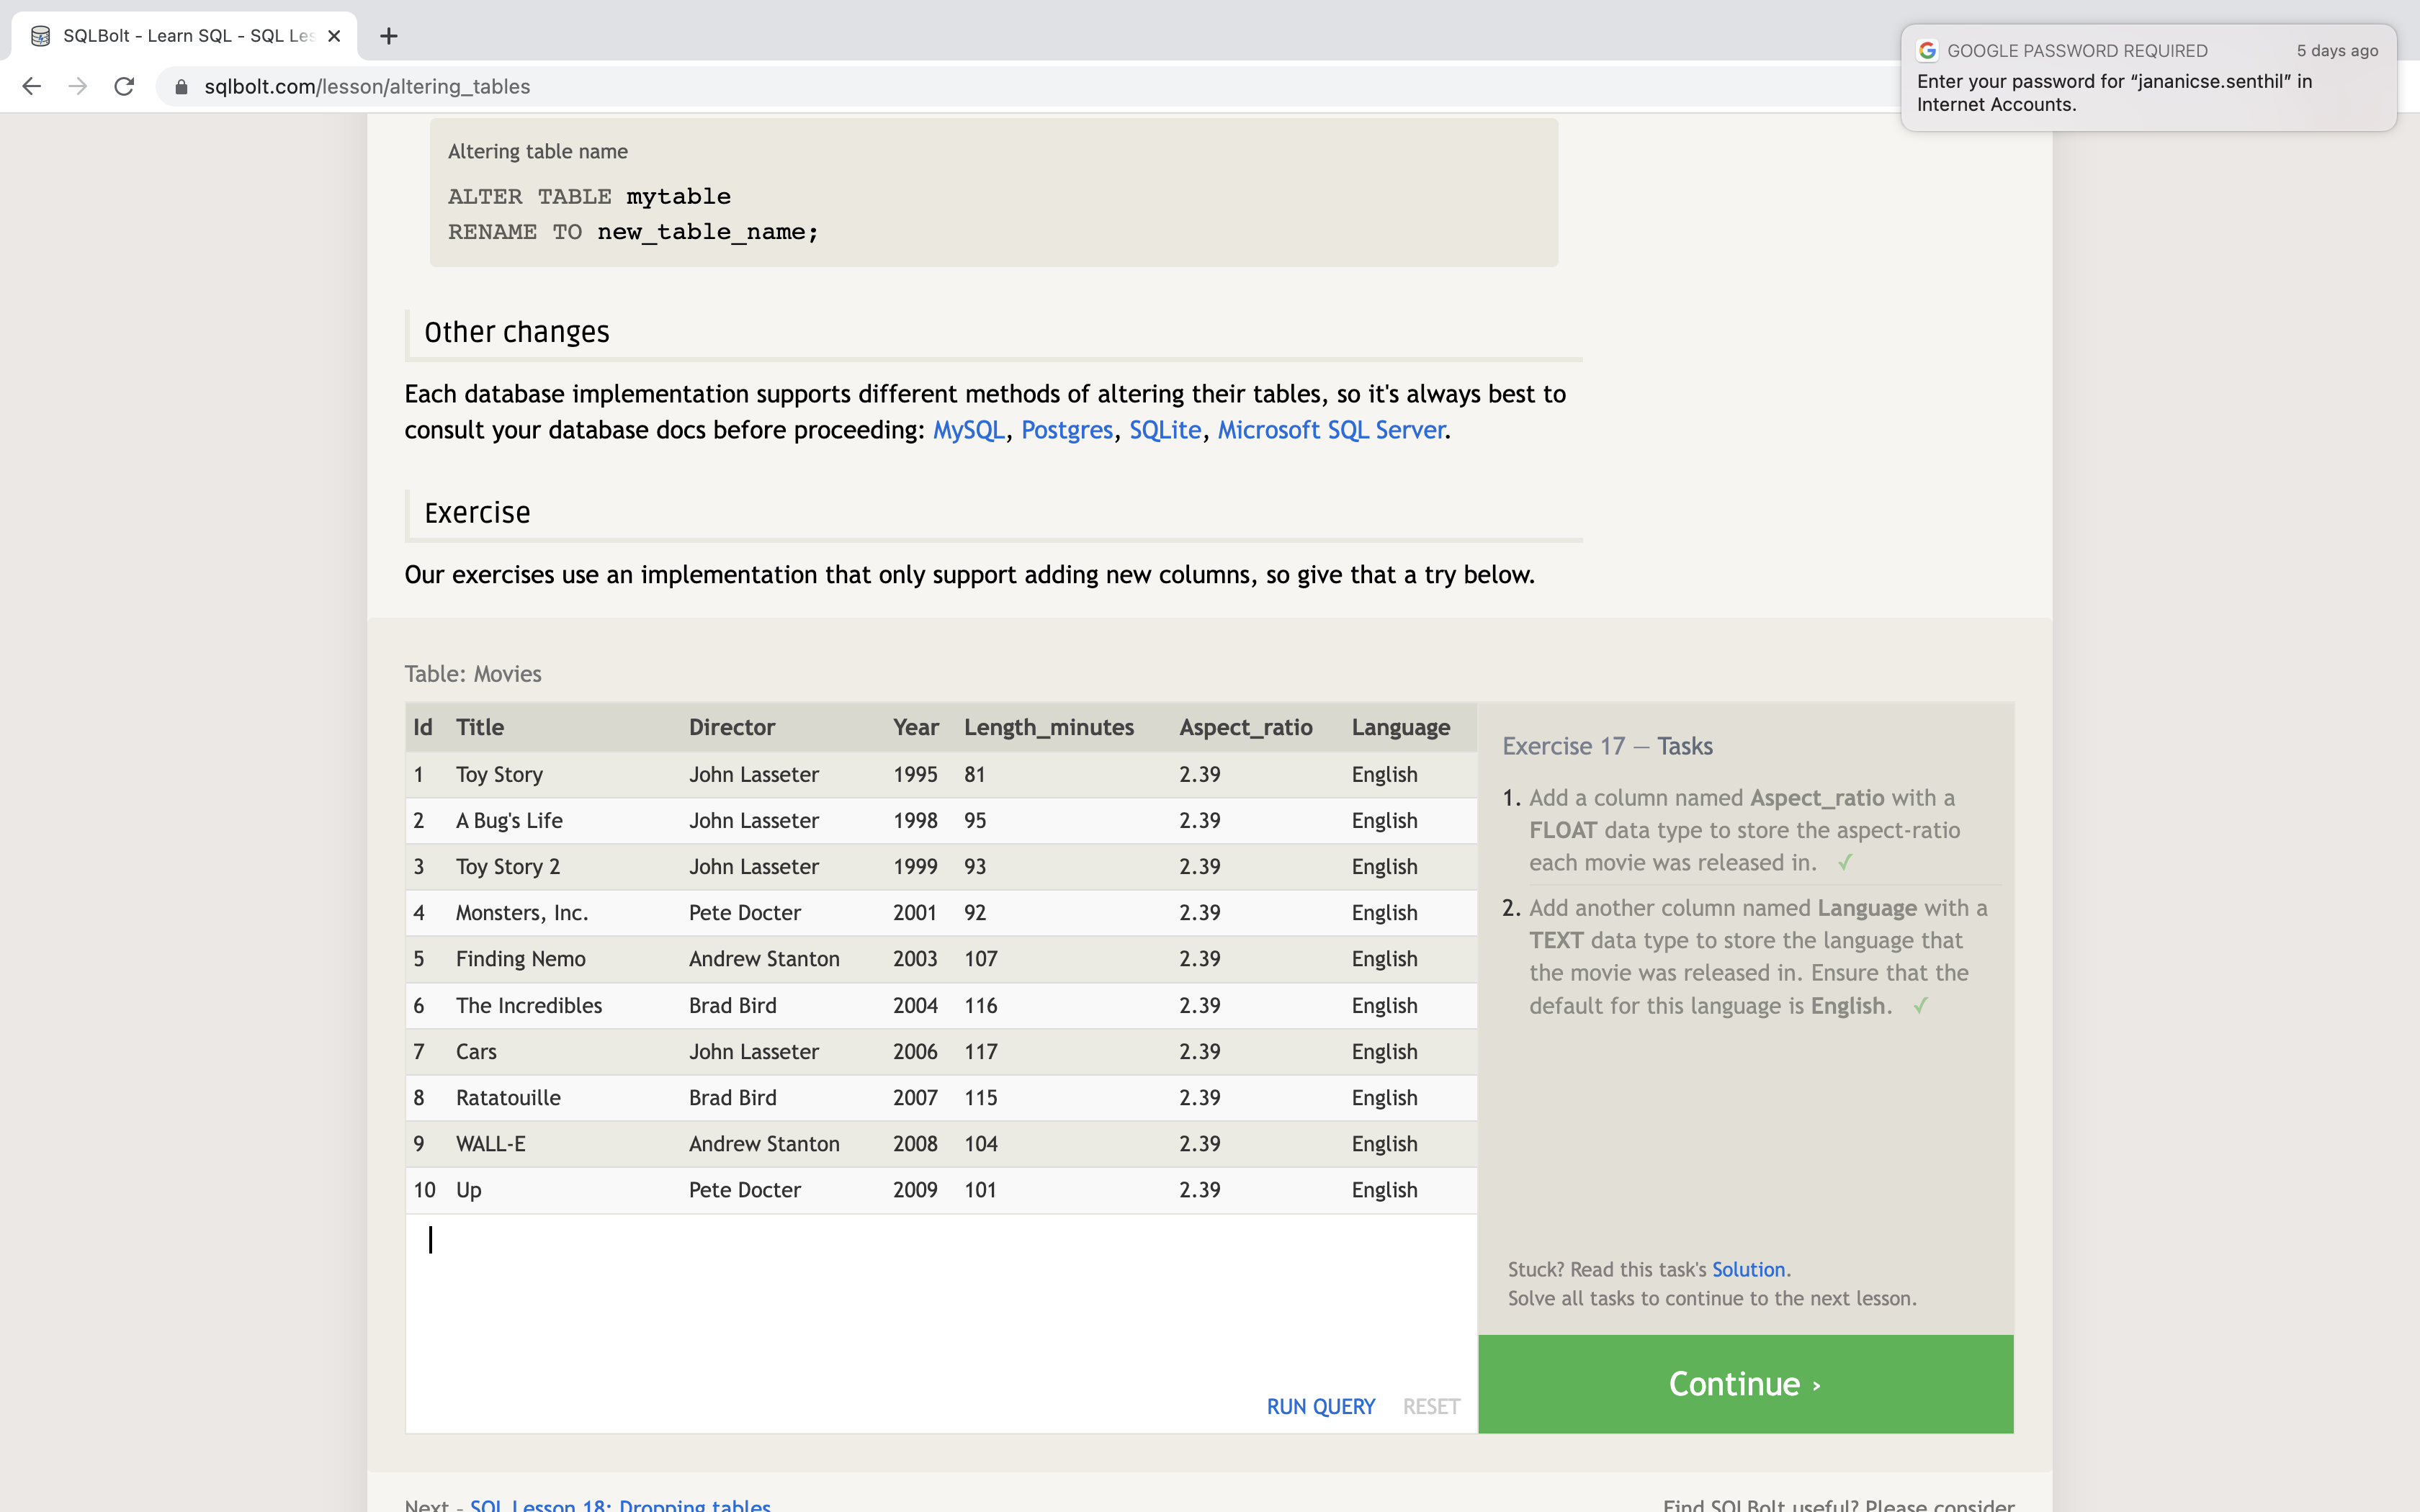 SQLBolt - Learn SQL - SQL Les
GOOGLE PASSWORD REQUIRED 5 days ago
Enter your password for “jananicse.senthil” in
Internet Accounts.
sqlbolt.com/lesson/altering_tables
Altering table name
ALTER TABLE mytable
RENAME TO new_table_name;
Other changes
Each database implementation supports different methods of altering their tables, so it's always best to
consult your database docs before proceeding: MySQL, Postgres, SQLite, Microsoft SQL Server.
Exercise
Our exercises use an implementation that only support adding new columns, so give that a try below.
Table: Movies
Id Title Director Year Length_minutes Aspect_ratio Language
1 Toy Story John Lasseter 1995 81 2.39 English
2 A Bug's Life John Lasseter 1998 95 2.39 English
3 Toy Story 2 John Lasseter 1999 93 2.39 English
4 Monsters, Inc. Pete Docter 2001 92 2.39 English
5 Finding Nemo Andrew Stanton 2003 107 2.39 English
6 The Incredibles Brad Bird 2004 116 2.39 English
7 Cars John Lasseter 2006 117 2.39 English
8 Ratatouille Brad Bird 2007 115 2.39 English
9 WALL-E Andrew Stanton 2008 104 2.39 English
10 Up Pete Docter 2009 101 2.39 English
RUN QUERY RESET
Exercise 17 — Tasks
1. Add a column named Aspect_ratio with a
FLOAT data type to store the aspect-ratio
each movie was released in. ✓
2. Add another column named Language with a
TEXT data type to store the language that
the movie was released in. Ensure that the
default for this language is English. ✓
Stuck? Read this task's Solution.
Solve all tasks to continue to the next lesson.
Continue ›
Next – SQL Lesson 18: Dropping tables
Find SQLBolt useful? Please consider